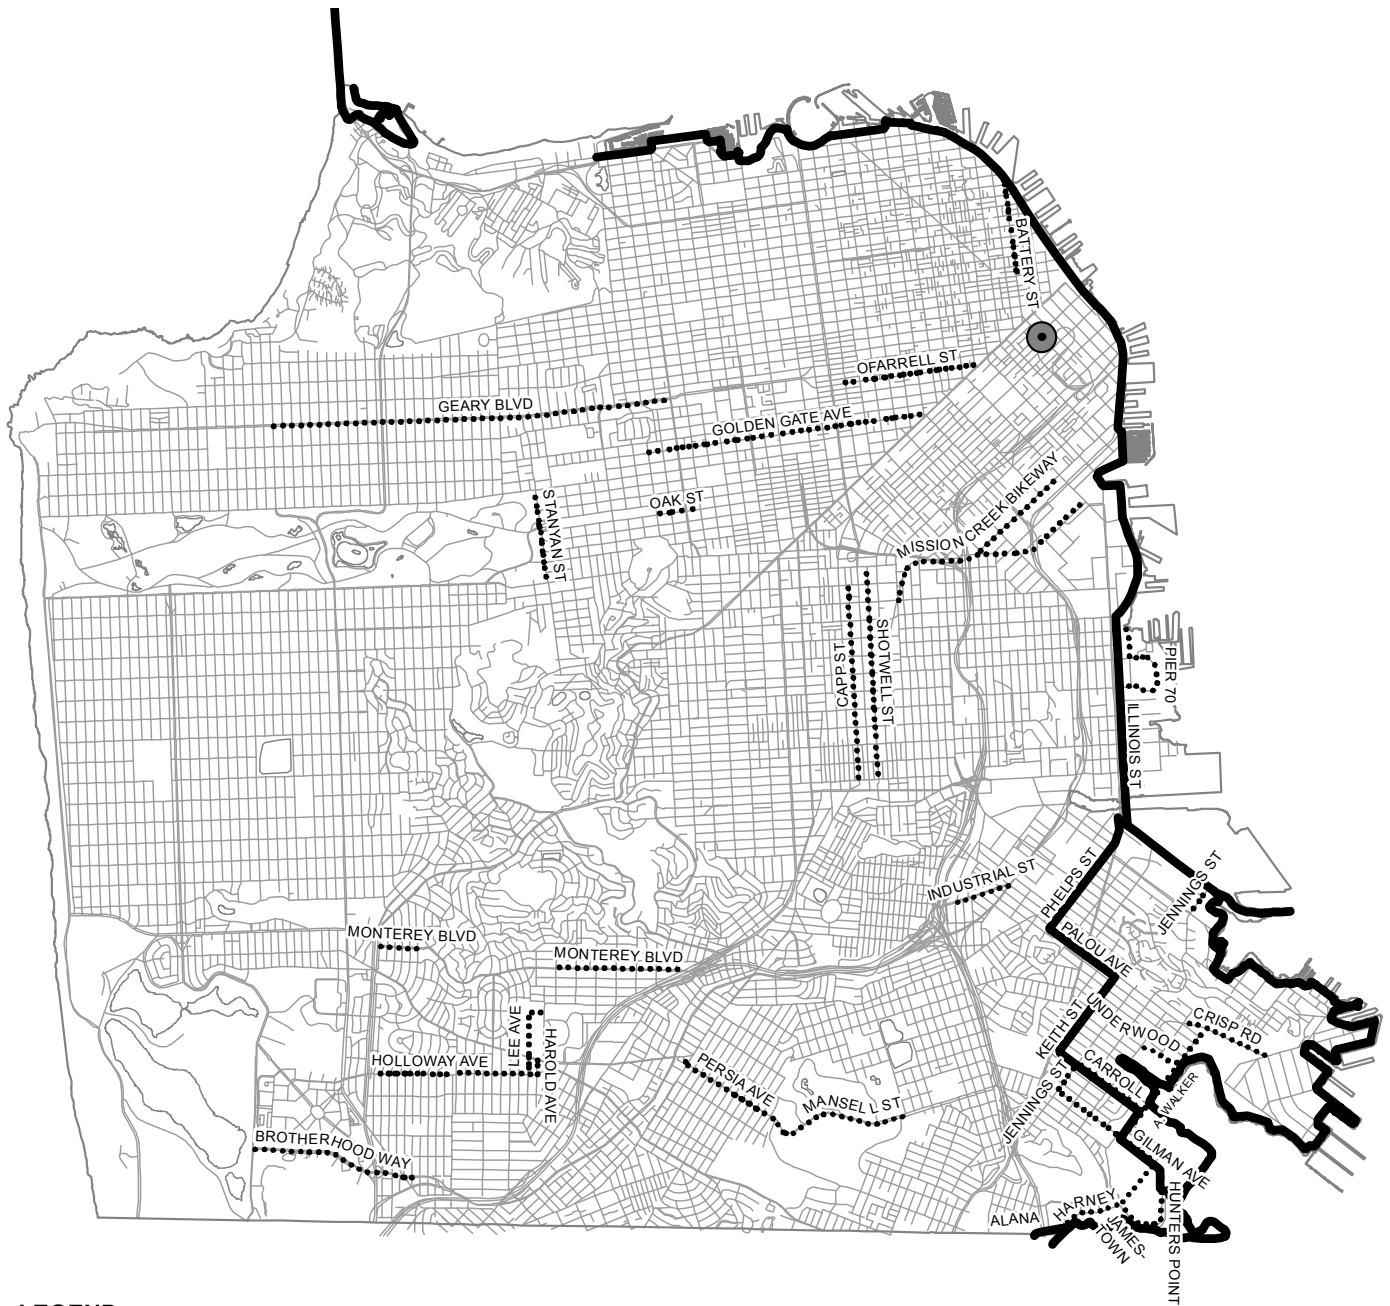 BATTERY ST
OFARRELL ST
GEARY BLVD
GOLDEN GATE AVE
MISSION CREEK BIKEWAY
STANYAN ST
OAK ST
CAPP ST
SHOTWELL ST
PIER 70
ILLINOIS ST
INDUSTRIAL ST
PHELPS ST
JENNINGS ST
MONTEREY BLVD
MONTEREY BLVD
PALOU AVE
LEE AVE
HAROLD AVE
HOLLOWAY AVE
KEITH ST
UNDERWOOD
CRISP RD
PERSIA AVE
MANSELL ST
CARROLL
A. WALKER
JENNINGS ST
BROTHERHOOD WAY
GILMAN AVE
HARNEY
ALANA
JAMES-
TOWN
HUNTERS POINT